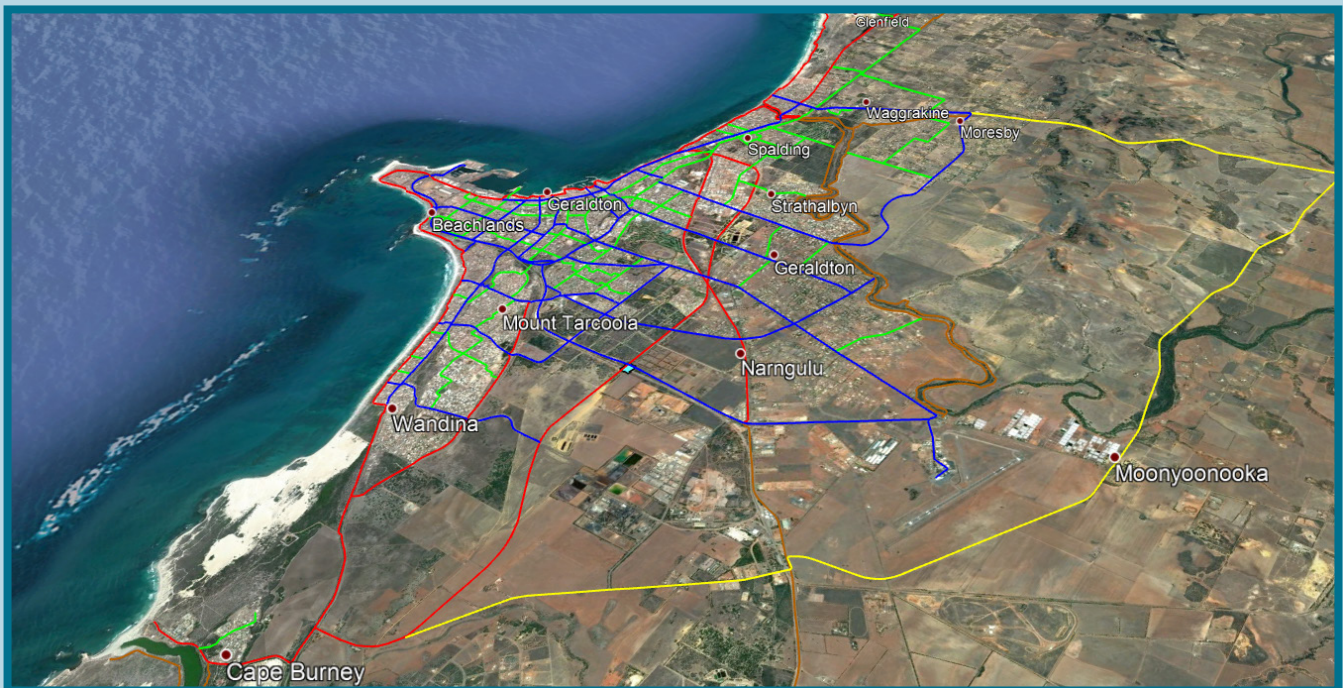 Glenfield
Waggrakine
Moresby
Spalding
Strathalbyn
Geraldton
Beachlands
Geraldton
Mount Tarcoola
Narngulu
Wandina
Moonyoonooka
Cape Burney